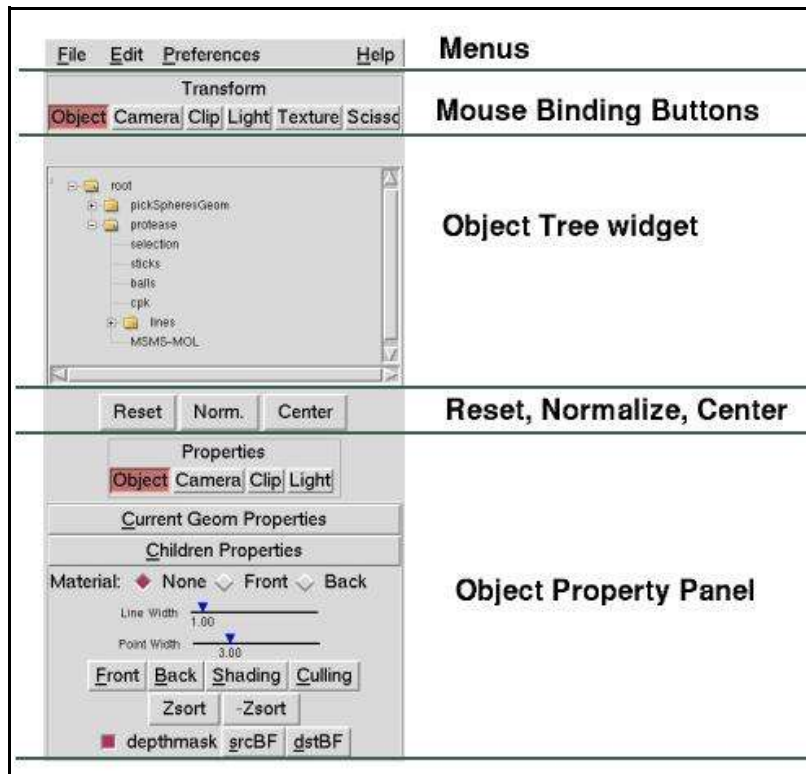 File Edit Preferences Help
Menus
Transform
Object Camera Clip Light Texture Scissc
Mouse Binding Buttons
root
pickSpheresGeom
protease
selection
sticks
balls
cpk
lines
MSMS-MOL
Object Tree widget
Reset Norm. Center
Reset, Normalize, Center
Properties
Object Camera Clip Light
Current Geom Properties
Children Properties
Material: None Front Back
Line Width
1.00
Point Width
3.00
Front Back Shading Culling
Zsort -Zsort
depthmask srcBF dstBF
Object Property Panel